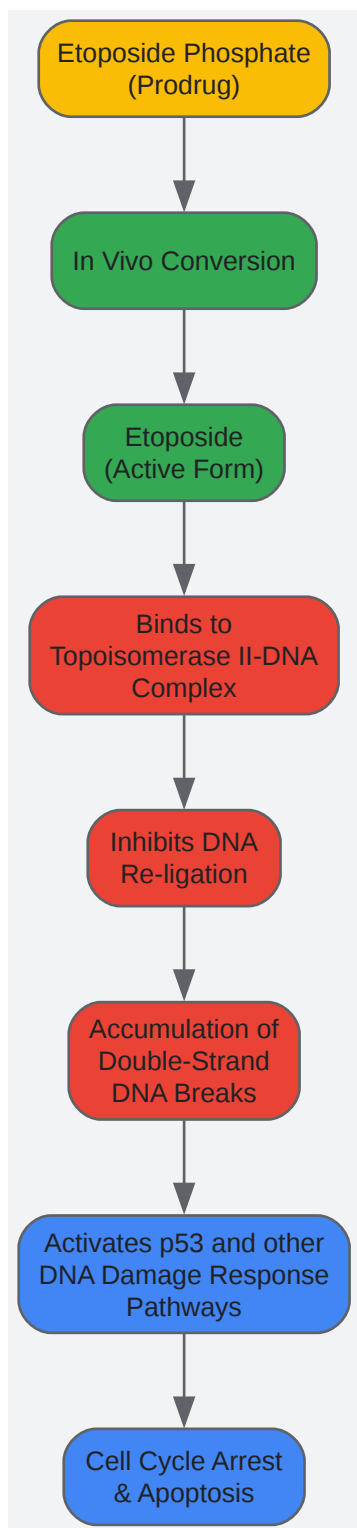 Etoposide Phosphate
(Prodrug)
In Vivo Conversion
Etoposide
(Active Form)
Binds to
Topoisomerase II-DNA
Complex
Inhibits DNA
Re-ligation
Accumulation of
Double-Strand
DNA Breaks
Activates p53 and other
DNA Damage Response
Pathways
Cell Cycle Arrest
& Apoptosis